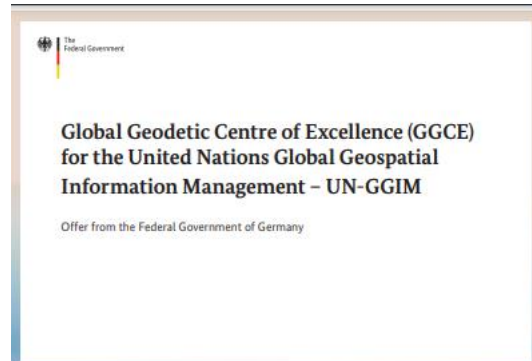 The
Federal Government
Global Geodetic Centre of Excellence (GGCE)
for the United Nations Global Geospatial
Information Management – UN-GGIM
Offer from the Federal Government of Germany